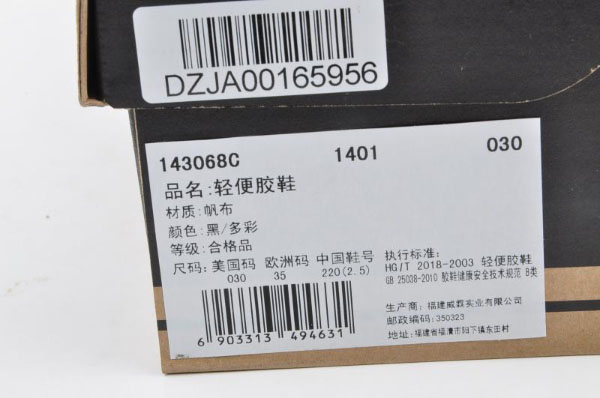 DZJA00165956
143068C 1401 030
品名:轻便胶鞋
材质:帆布
颜色:黑/多彩
等级:合格品
尺码:美国码 欧洲码 中国鞋号
030 35 220(2.5)
执行标准:
HG/T 2018-2003 轻便胶鞋
GB 25038-2010 胶鞋健康安全技术规范 B类
6 903313 494631
生产商:福建威霖实业有限公司
邮政编码:350323
地址:福建省福清市阳下镇东田村